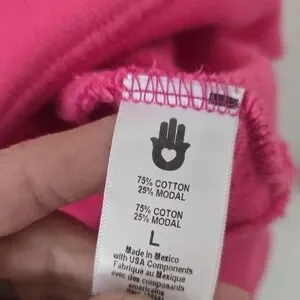 75% COTTON
25% MODAL
75% COTON
25% MODAL
L
Made in Mexico
with USA Components
Fabriqué au Mexique
avec des composants
américains